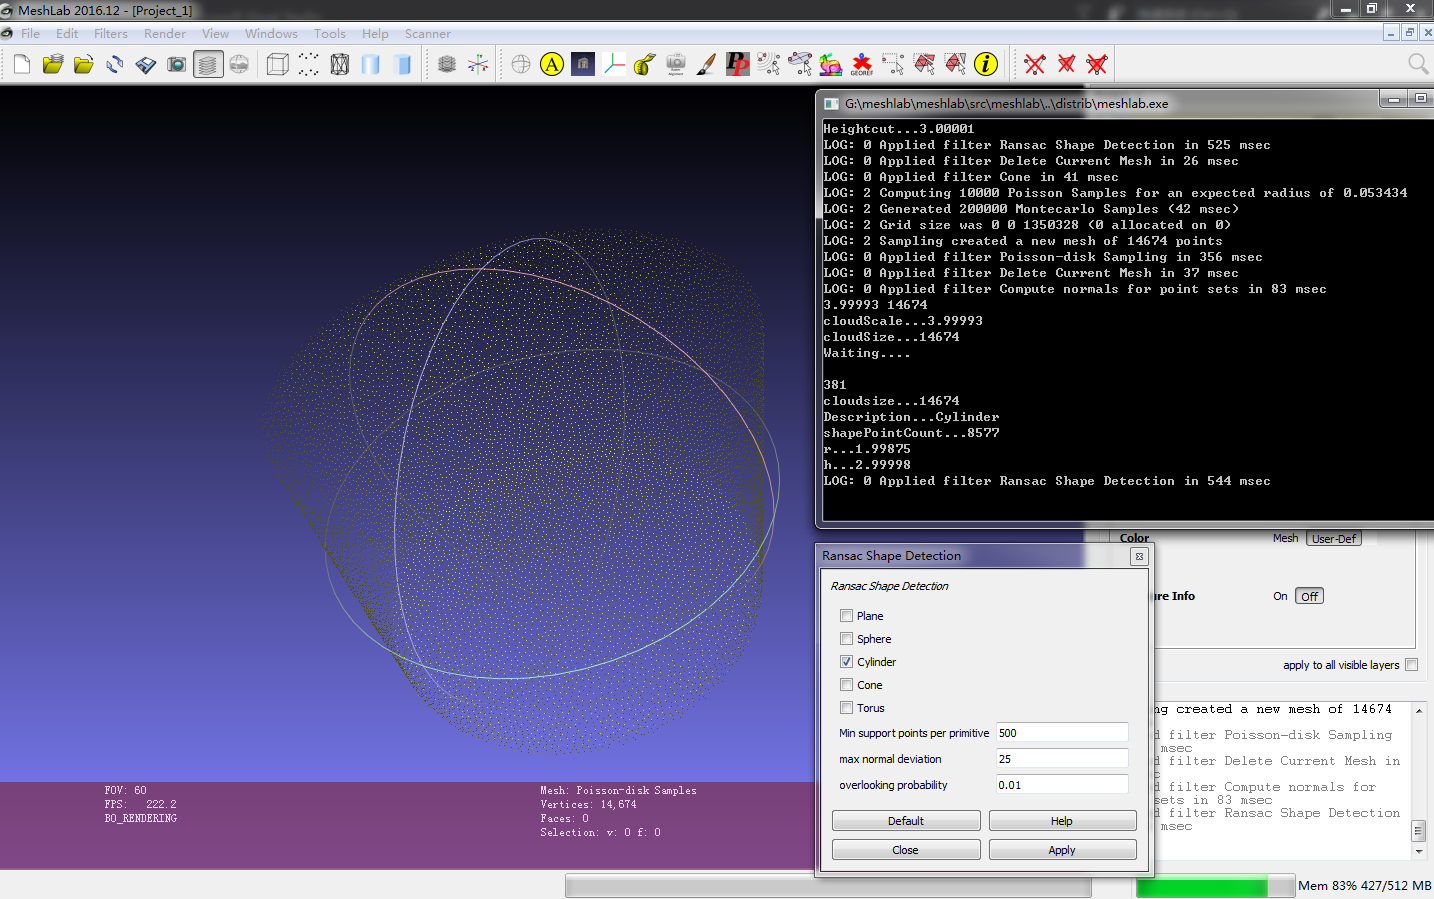 MeshLab 2016.12 - [Project_1]
File Edit Filters Render View Windows Tools Help Scanner
A
PP
GEOREF
i
G:\meshlab\meshlab\src\meshlab\..\distrib\meshlab.exe
Heightcut...3.00001
LOG: 0 Applied filter Ransac Shape Detection in 525 msec
LOG: 0 Applied filter Delete Current Mesh in 26 msec
LOG: 0 Applied filter Cone in 41 msec
LOG: 2 Computing 10000 Poisson Samples for an expected radius of 0.053434
LOG: 2 Generated 200000 Montecarlo Samples (42 msec)
LOG: 2 Grid size was 0 0 1350328 (0 allocated on 0)
LOG: 2 Sampling created a new mesh of 14674 points
LOG: 0 Applied filter Poisson-disk Sampling in 356 msec
LOG: 0 Applied filter Delete Current Mesh in 37 msec
LOG: 0 Applied filter Compute normals for point sets in 83 msec
3.99993 14674
cloudScale...3.99993
cloudSize...14674
Waiting....
381
cloudsize...14674
Description...Cylinder
shapePointCount...8577
r...1.99875
h...2.99998
LOG: 0 Applied filter Ransac Shape Detection in 544 msec
Color Mesh User-Def
re Info On Off
apply to all visible layers
Ransac Shape Detection
Ransac Shape Detection
Plane
Sphere
Cylinder
Cone
Torus
Min support points per primitive 500
max normal deviation 25
overlooking probability 0.01
Default Help
Close Apply
ng created a new mesh of 14674
d filter Poisson-disk Sampling
msec
d filter Delete Current Mesh in
c
d filter Compute normals for
sets in 83 msec
d filter Ransac Shape Detection
msec
FOV: 60
FPS: 222.2
BO_RENDERING
Mesh: Poisson-disk Samples
Vertices: 14,674
Faces: 0
Selection: v: 0 f: 0
Mem 83% 427/512 MB